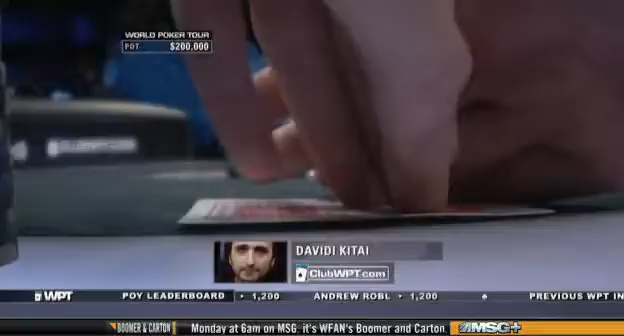 WORLD POKER TOUR
POT $200,000
DAVIDI KITAI
ClubWPT.com
WPT POY LEADERBOARD • 1,200 ANDREW ROBL • 1,200 PREVIOUS WPT IN
BOOMER & CARTON Monday at 6am on MSG, it's WFAN's Boomer and Carton. MSG+